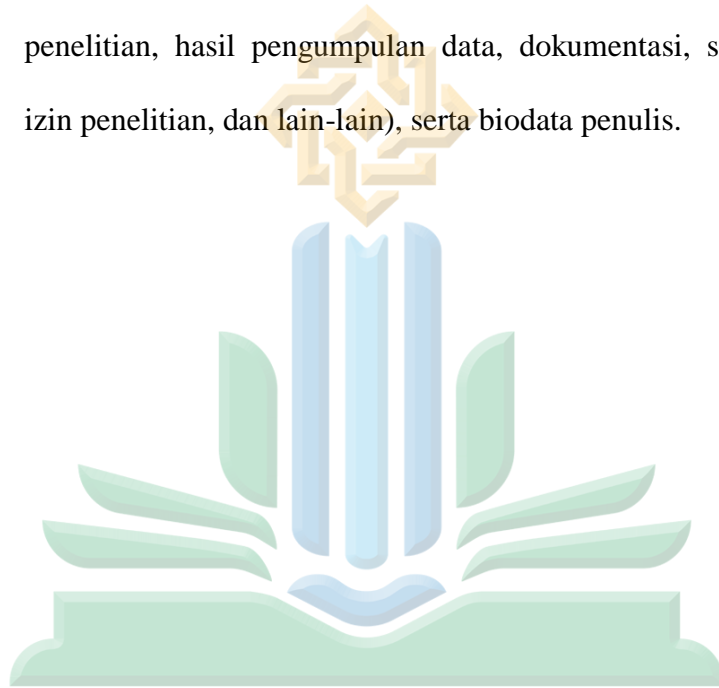 penelitian, hasil pengumpulan data, dokumentasi, s
izin penelitian, dan lain-lain), serta biodata penulis.